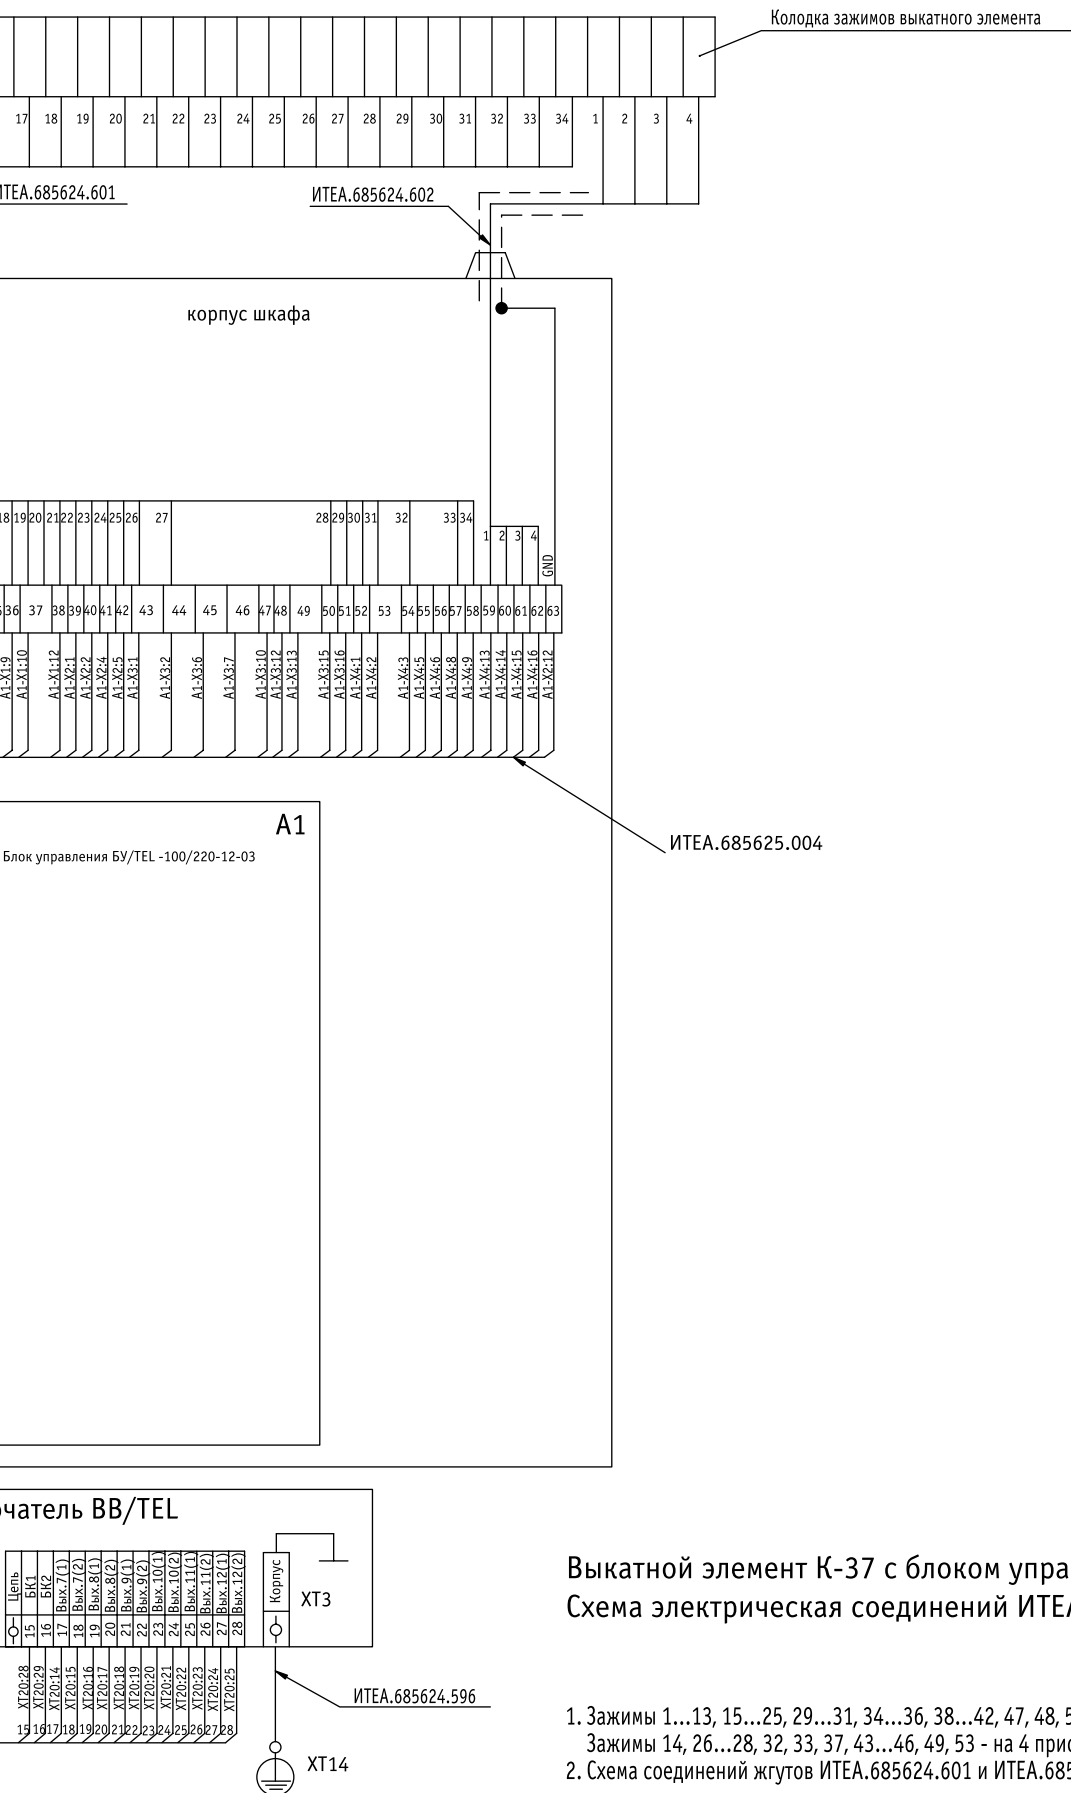 Колодка зажимов выкатного элемента
17 18 19 20 21 22 23 24 25 26 27 28 29 30 31 32 33 34 1 2 3 4
ИТЕА.685624.601
ИТЕА.685624.602
корпус шкафа
18 19 20 21 22 23 24 25 26 27 28 29 30 31 32 33 34
1 2 3 4 GND
36 37 38 39 40 41 42 43 44 45 46 47 48 49 50 51 52 53 54 55 56 57 58 59 60 61 62 63
A1-X1:9 A1-X1:10 A1-X1:12 A1-X2:1 A1-X2:2 A1-X2:4 A1-X2:5 A1-X3:1 A1-X3:2 A1-X3:6 A1-X3:7 A1-X3:10 A1-X3:12 A1-X3:13 A1-X3:15 A1-X3:16 A1-X4:1 A1-X4:2 A1-X4:3 A1-X4:5 A1-X4:6 A1-X4:8 A1-X4:9 A1-X4:13 A1-X4:14 A1-X4:15 A1-X4:16 A1-X2:12
A1
Блок управления БУ/TEL -100/220-12-03
ИТЕА.685625.004
чатель BB/TEL
Цепь БК1 БК2 Вых.7(1) Вых.7(2) Вых.8(1) Вых.8(2) Вых.9(1) Вых.9(2) Вых.10(1) Вых.10(2) Вых.11(1) Вых.11(2) Вых.12(1) Вых.12(2)
Корпус
XT3
15 16 17 18 19 20 21 22 23 24 25 26 27 28
XT20:28 XT20:29 XT20:14 XT20:15 XT20:16 XT20:17 XT20:18 XT20:19 XT20:20 XT20:21 XT20:22 XT20:23 XT20:24 XT20:25
15 16 17 18 19 20 21 22 23 24 25 26 27 28
ИТЕА.685624.596
XT14
Выкатной элемент К-37 с блоком упра
Схема электрическая соединений ИТЕА
1. Зажимы 1...13, 15...25, 29...31, 34...36, 38...42, 47, 48, 5
Зажимы 14, 26...28, 32, 33, 37, 43...46, 49, 53 - на 4 прис
2. Схема соединений жгутов ИТЕА.685624.601 и ИТЕА.685